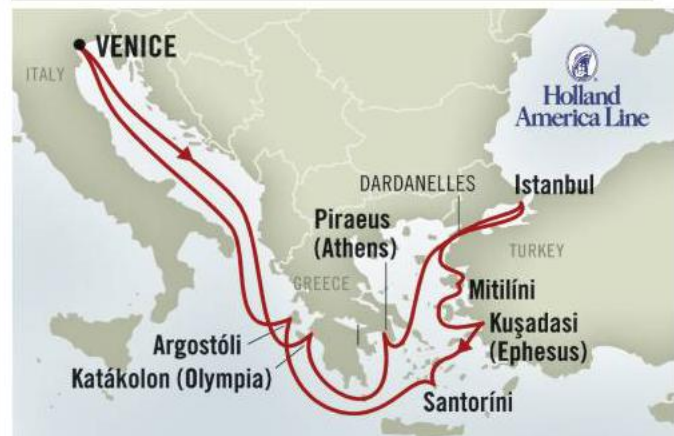 VENICE
ITALY
Holland
America Line
DARDANELLES
Istanbul
Piraeus
(Athens)
TURKEY
GREECE
Mitilíni
Argostóli
Kuşadasi
(Ephesus)
Katákolon (Olympia)
Santoríni